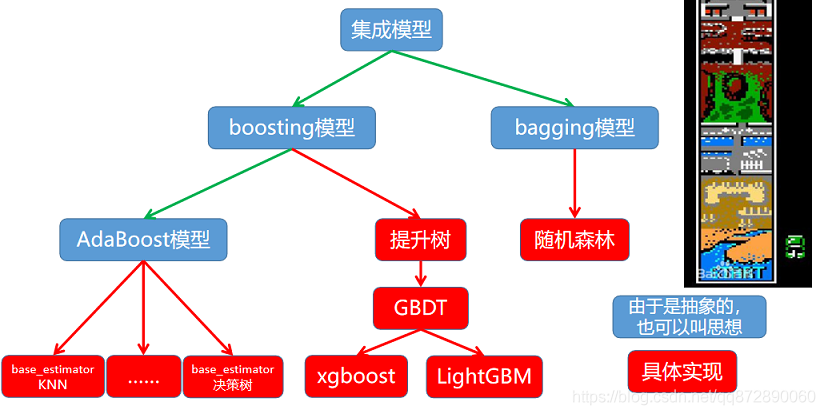 集成模型
boosting模型
bagging模型
AdaBoost模型
提升树
随机森林
GBDT
由于是抽象的，
也可以叫思想
base_estimator
KNN
......
base_estimator
决策树
xgboost
LightGBM
具体实现
https://blog.csdn.net/qq872890060